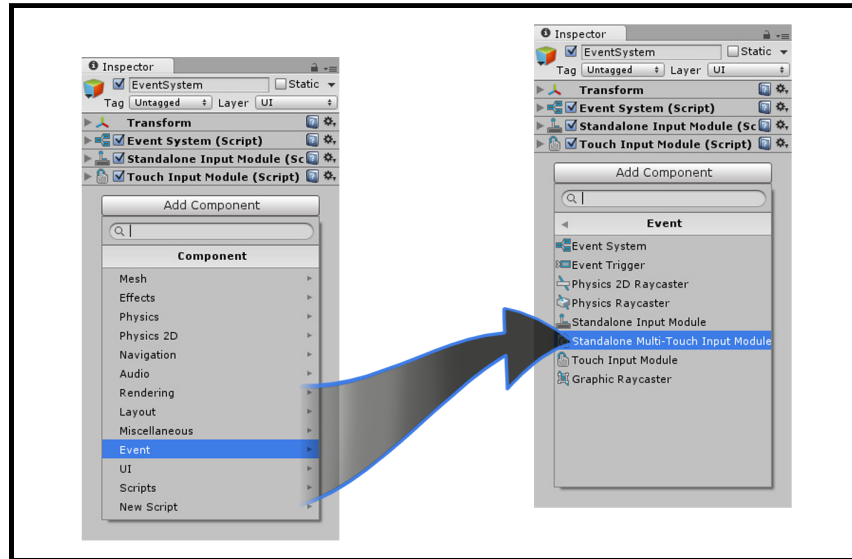 Inspector
EventSystem Static
Tag Untagged Layer UI
Transform
Event System (Script)
Standalone Input Module (Sc
Touch Input Module (Script)
Add Component
Component
Mesh
Effects
Physics
Physics 2D
Navigation
Audio
Rendering
Layout
Miscellaneous
Event
UI
Scripts
New Script
Inspector
EventSystem Static
Tag Untagged Layer UI
Transform
Event System (Script)
Standalone Input Module (Sc
Touch Input Module (Script)
Add Component
Event
Event System
Event Trigger
Physics 2D Raycaster
Physics Raycaster
Standalone Input Module
Standalone Multi-Touch Input Module
Touch Input Module
Graphic Raycaster